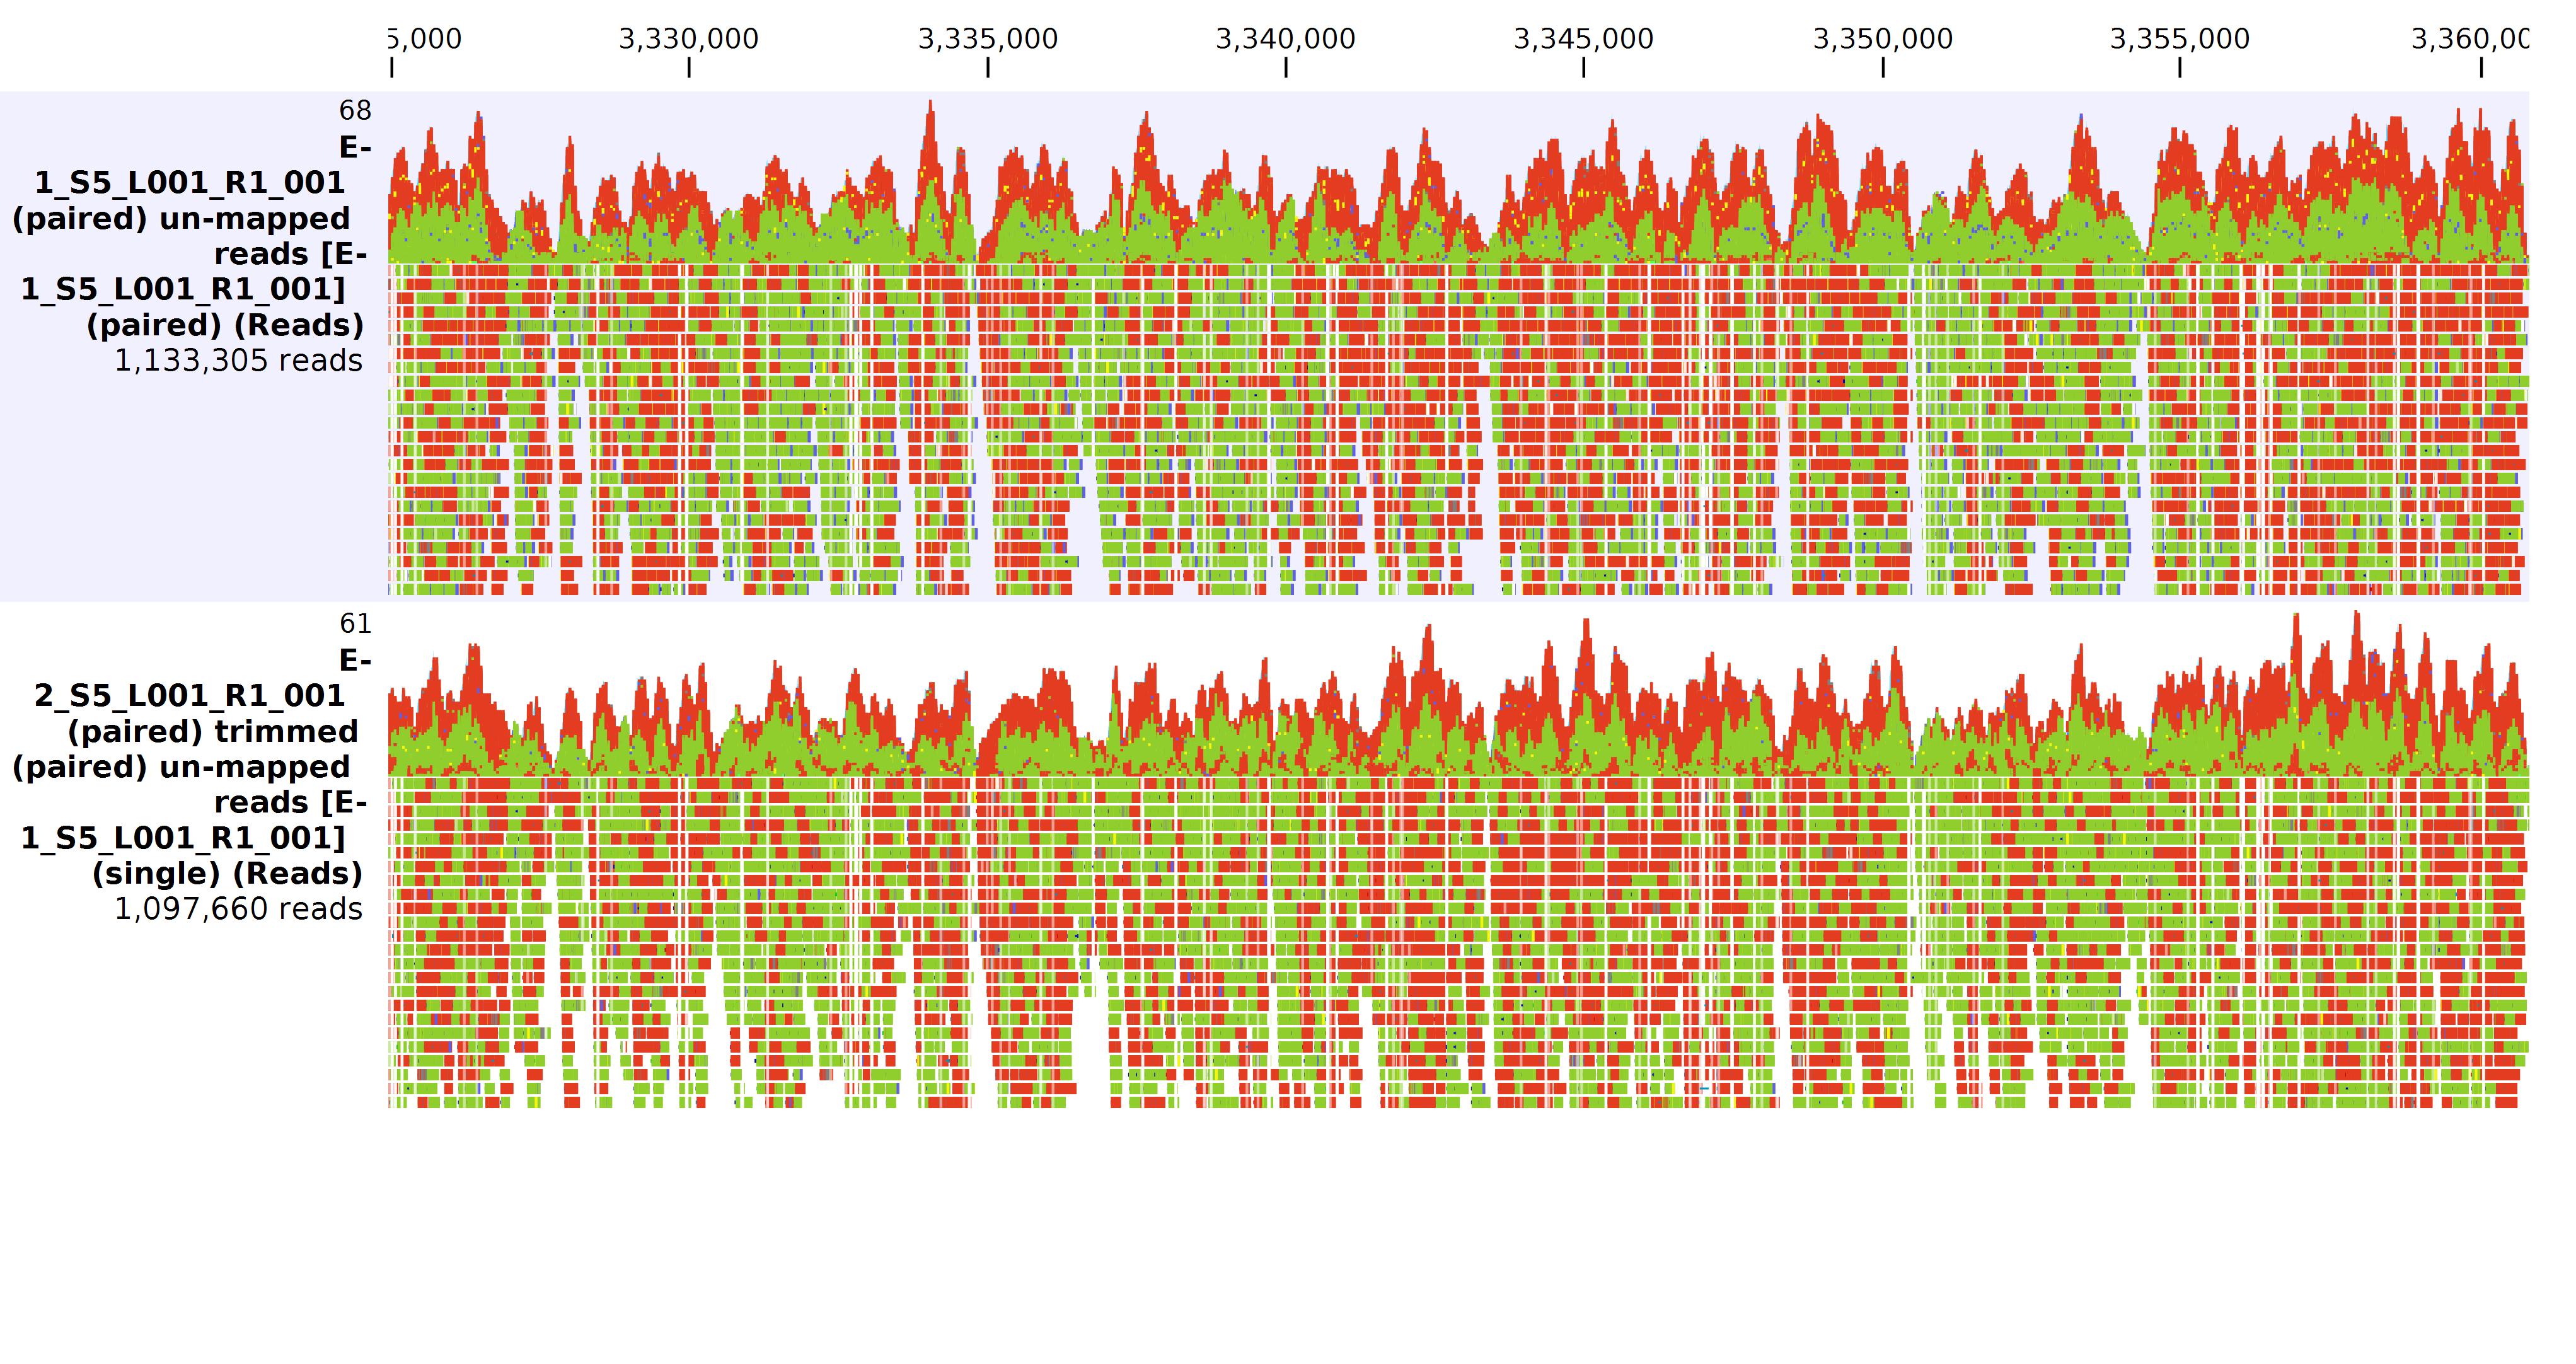 5,000 3,330,000 3,335,000 3,340,000 3,345,000 3,350,000 3,355,000 3,360,0
68
E-
1_S5_L001_R1_001
(paired) un-mapped
reads [E-
1_S5_L001_R1_001]
(paired) (Reads)
1,133,305 reads
61
E-
2_S5_L001_R1_001
(paired) trimmed
(paired) un-mapped
reads [E-
1_S5_L001_R1_001]
(single) (Reads)
1,097,660 reads